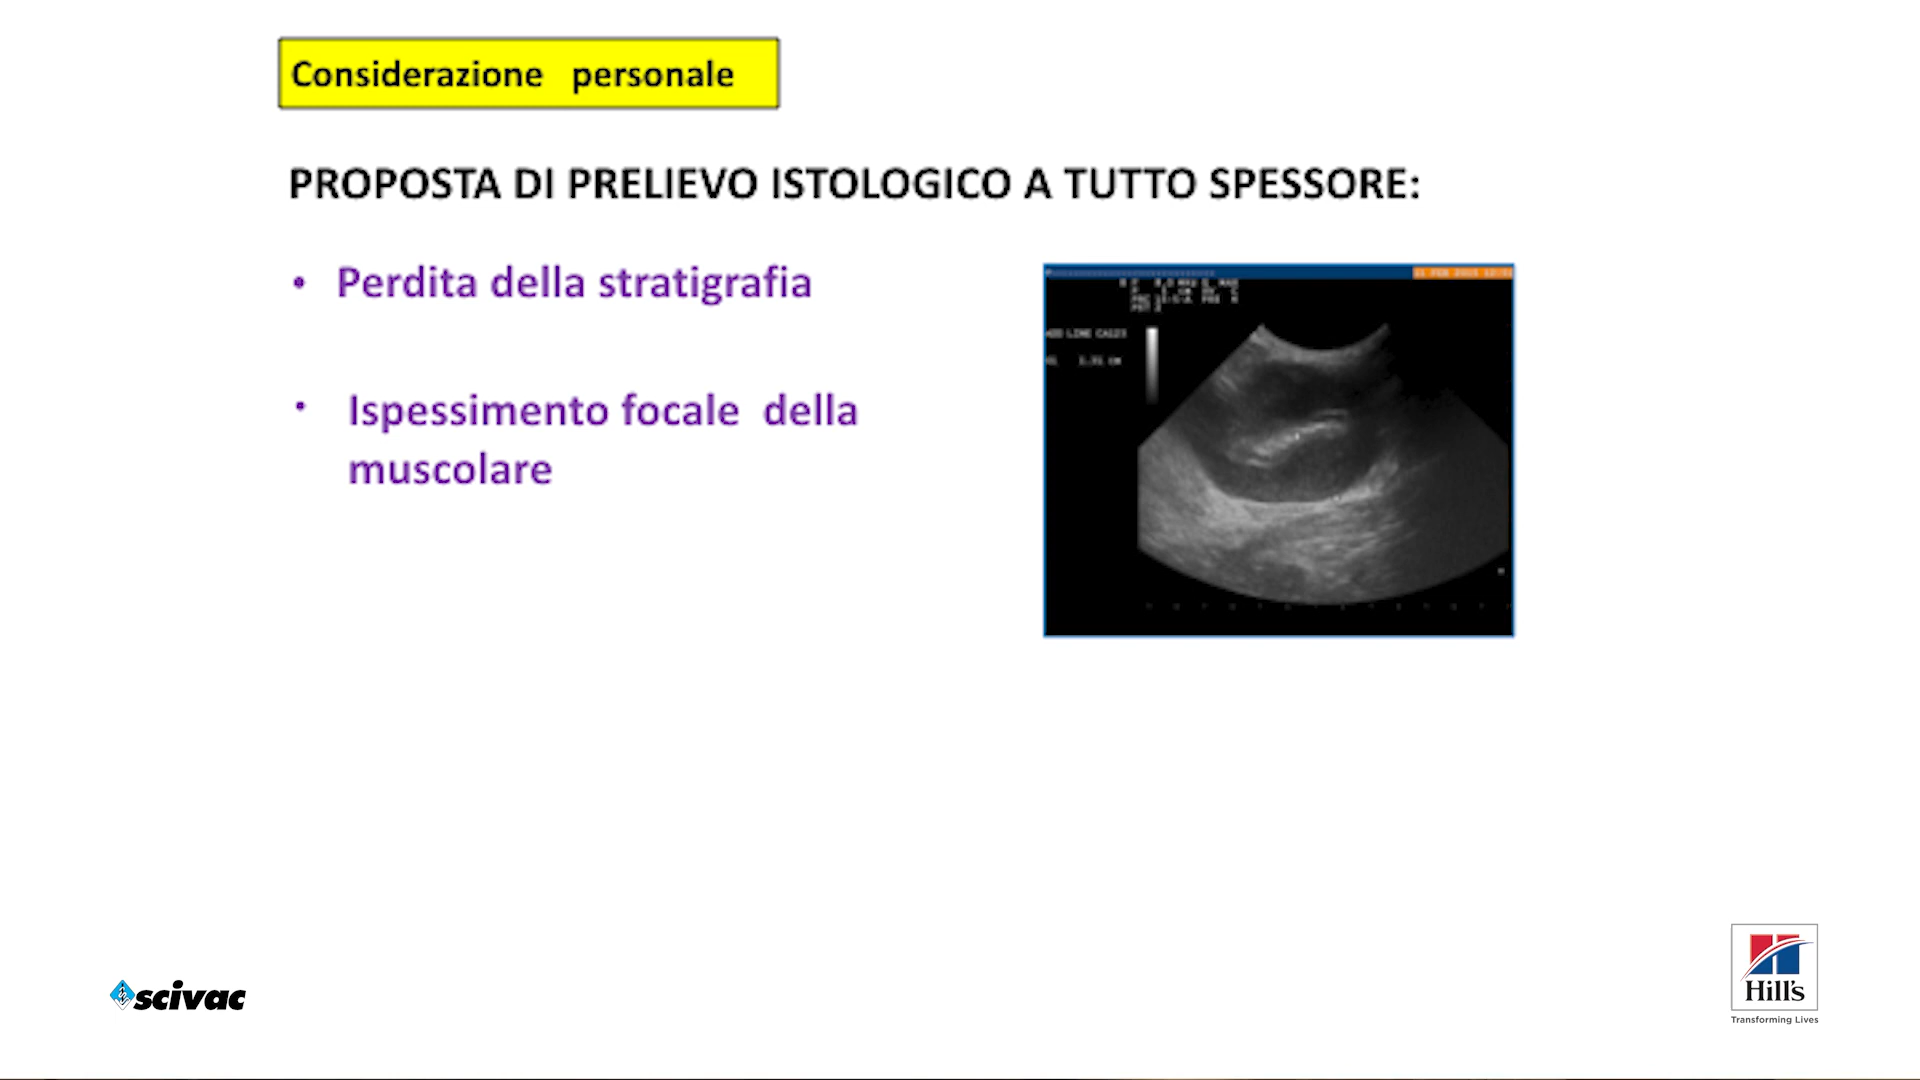 Considerazione personale
PROPOSTA DI PRELIEVO ISTOLOGICO A TUTTO SPESSORE:
• Perdita della stratigrafia
• Ispessimento focale della
muscolare
scivac
Hill's
Transforming Lives